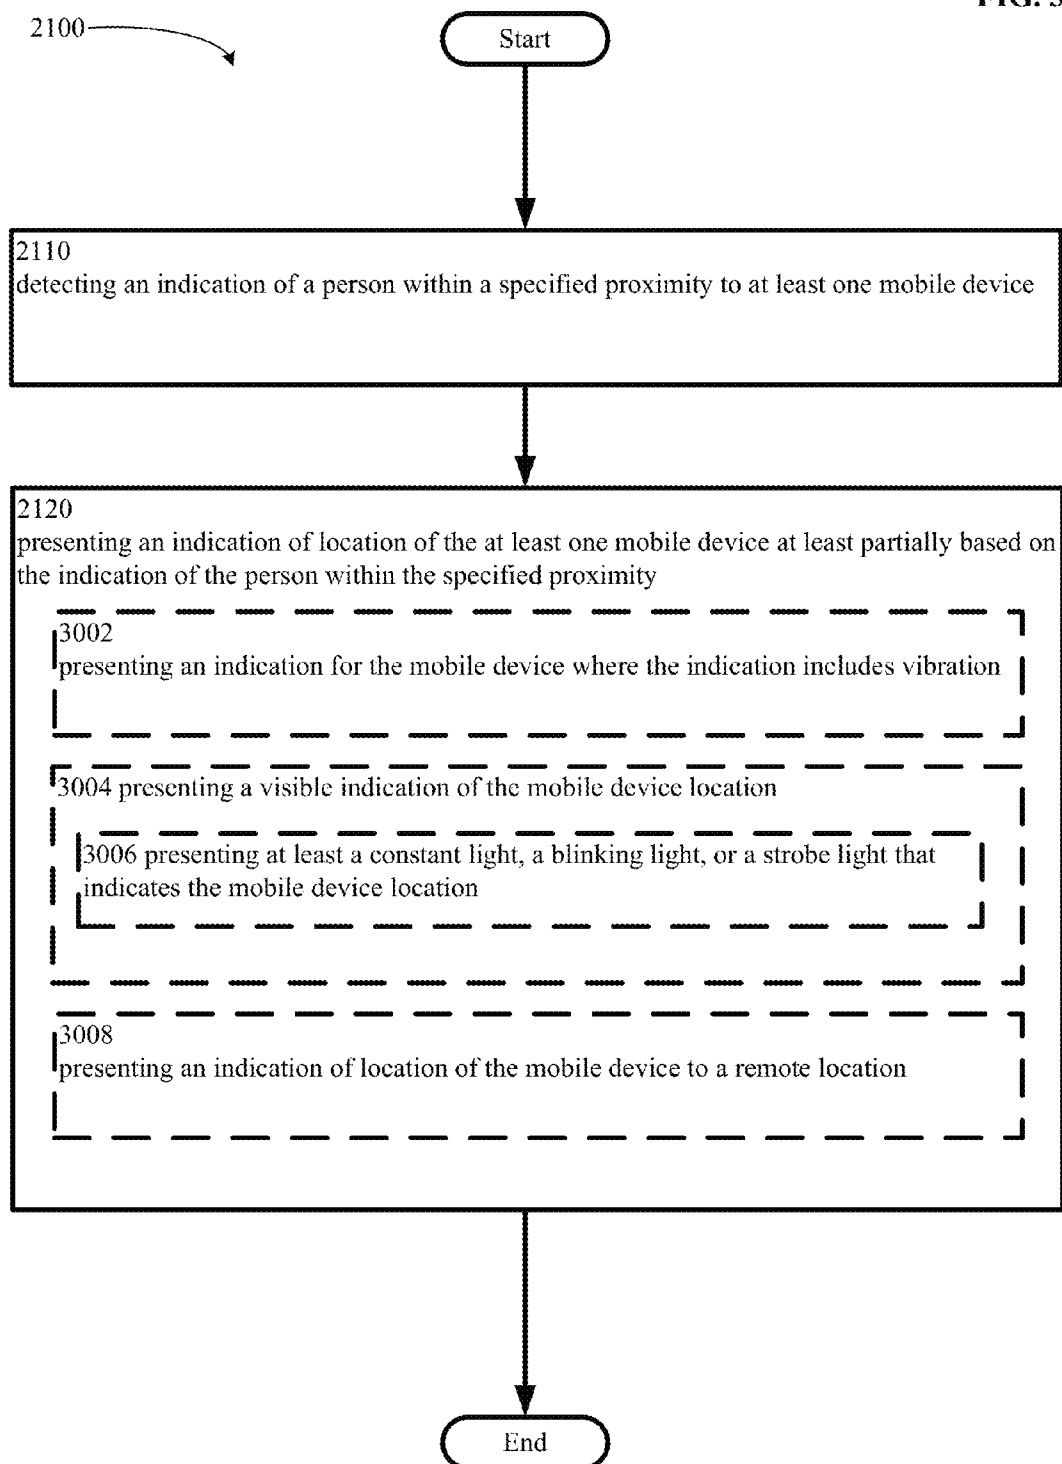 2100
Start
2110
detecting an indication of a person within a specified proximity to at least one mobile device
2120
presenting an indication of location of the at least one mobile device at least partially based on
the indication of the person within the specified proximity
3002
presenting an indication for the mobile device where the indication includes vibration
3004 presenting a visible indication of the mobile device location
3006 presenting at least a constant light, a blinking light, or a strobe light that
indicates the mobile device location
3008
presenting an indication of location of the mobile device to a remote location
End